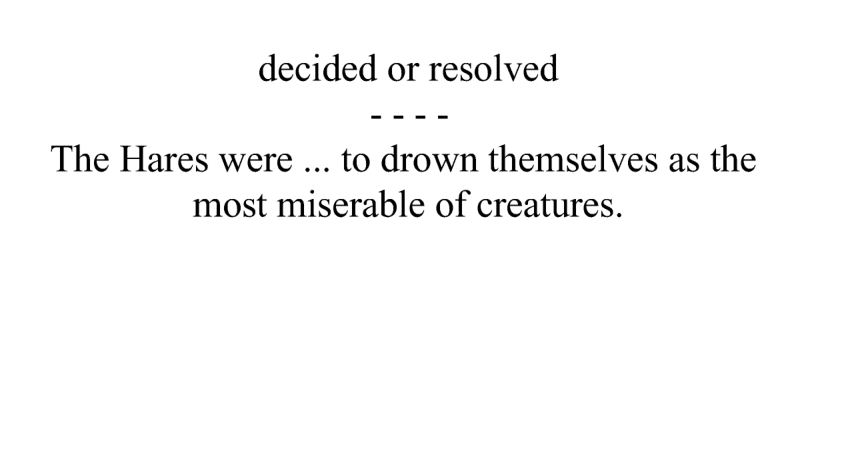 decided or resolved
- - - -
The Hares were ... to drown themselves as the
most miserable of creatures.